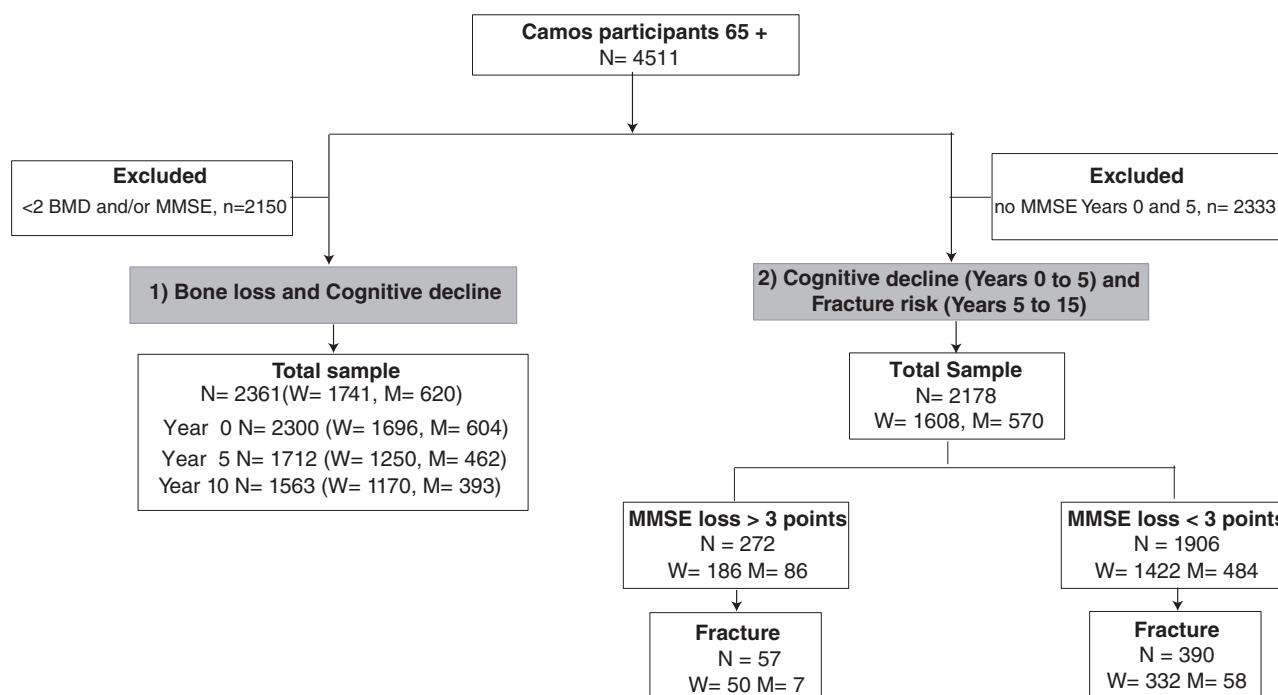 Camos participants 65 +
N= 4511
Excluded
<2 BMD and/or MMSE, n=2150
Excluded
no MMSE Years 0 and 5, n= 2333
1) Bone loss and Cognitive decline
2) Cognitive decline (Years 0 to 5) and
Fracture risk (Years 5 to 15)
Total sample
N= 2361(W= 1741, M= 620)
Year 0 N= 2300 (W= 1696, M= 604)
Year 5 N= 1712 (W= 1250, M= 462)
Year 10 N= 1563 (W= 1170, M= 393)
Total Sample
N= 2178
W= 1608, M= 570
MMSE loss > 3 points
N = 272
W= 186 M= 86
MMSE loss < 3 points
N = 1906
W= 1422 M= 484
Fracture
N = 57
W= 50 M= 7
Fracture
N = 390
W= 332 M= 58